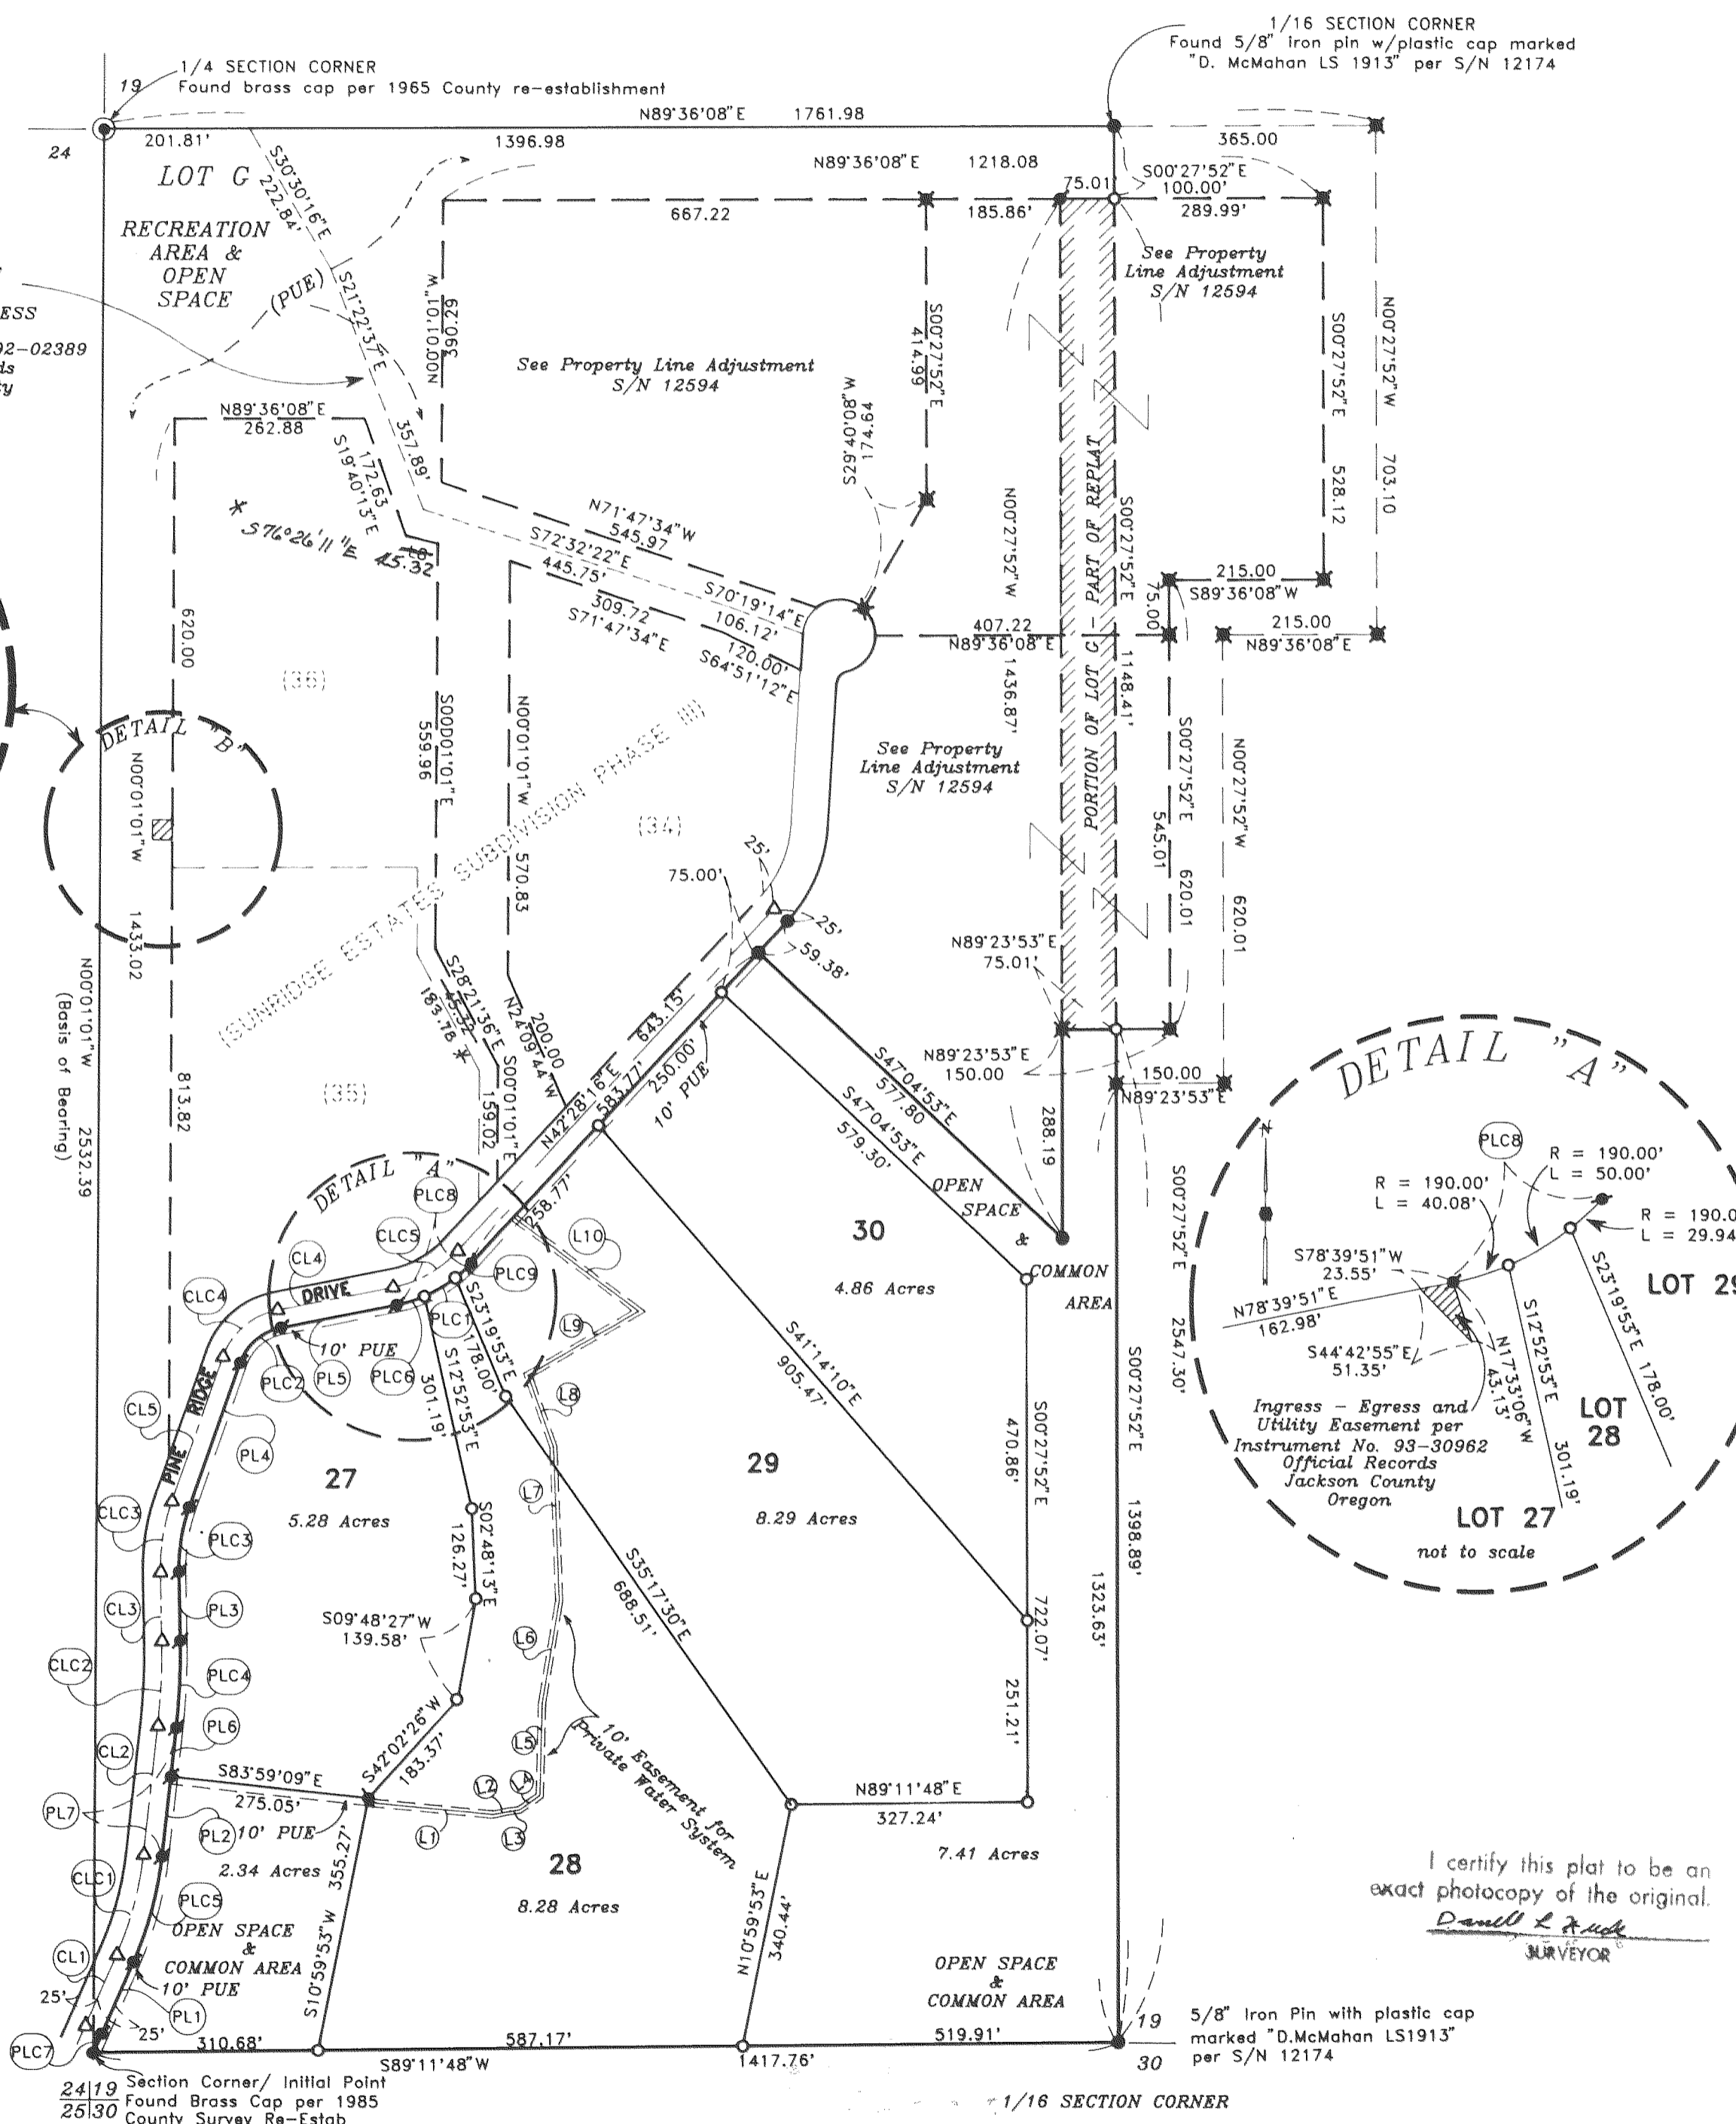 1/16 SECTION CORNER
Found 5/8" iron pin w/plastic cap marked
"D. McMahan LS 1913" per S/N 12174
1/4 SECTION CORNER
Found brass cap per 1965 County re-establishment
19
24
N89°36'08"E 1761.98
201.81'
1396.98
365.00
LOT G
N89°36'08"E 1218.08
S00°27'52"E
100.00'
75.01'
667.22
185.86'
289.99'
RECREATION
AREA &
OPEN
SPACE
S30°30'16"E
222.84'
(PUE)
S21°22'37"E
357.89'
N00°01'01"W
390.29
ESS
92-02389
ds
ty
See Property Line Adjustment
S/N 12594
See Property
Line Adjustment
S/N 12594
S00°27'52"E
414.99
S29°40'08"W
174.64
S00°27'52"E 528.12
N00°27'52"W 703.10
N89°36'08"E
262.88
172.63
S19°40'13"E
* S76°26'11"E 45.32
L8
N71°47'34"W
545.97
S72°32'22"E
445.75'
309.72
S71°47'34"E
S70°19'14"E
106.12'
120.00'
S64°51'12"E
N00°27'52"W 1436.87'
PORTION OF LOT G - PART OF REPLAT
S00°27'52"E 1148.41'
215.00
S89°36'08"W
75.00
407.22
N89°36'08"E
215.00
N89°36'08"E
620.00
(36)
DETAIL "B"
N00°01'01"W 1433.02
S00D01'01"E
559.96
N00°01'01"W 570.83
SUNRIDGE ESTATES SUBDIVISION PHASE III
(34)
See Property
Line Adjustment
S/N 12594
S00°27'52"E 620.01
545.01
N00°27'52"W 620.01
N00°01'01"W 2532.39
(Basis of Bearing)
813.82
(35)
75.00'
25'
25'
59.38'
N89°23'53"E
75.01'
S28°21'36"E
45.32
183.78 *
200.00
N24°09'44"W
S00°01'01"E
159.02
643.15'
N42°28'16"E
583.77'
250.00'
10' PUE
258.77'
S47°04'53"E
577.80
S47°04'53"E
579.30'
N89°23'53"E
150.00
150.00
N89°23'53"E
288.19
OPEN
SPACE
&
COMMON
AREA
30
4.86 Acres
S00°27'52"E 2547.30'
DETAIL "A"
PLC8
CLC5
CL4
CLC4
DRIVE
PLC9
PLC1
10' PUE
PLC2
PL5
PLC6
L10
L9
L8
CL5
RIDGE
PINE
PL4
S23°19'53"E
178.00'
S12°52'53"E
301.19'
27
5.28 Acres
CLC3
PLC3
L7
CL3
PL3
S02°48'13"E
126.27'
S09°48'27"W
139.58'
L6
CLC2
PLC4
S42°02'26"W
183.37'
29
8.29 Acres
S41°14'10"E
905.47'
S35°17'30"E
688.51'
S00°27'52"E
470.86'
722.07'
251.21'
S00°27'52"E 1398.89'
1323.63'
CL2
PL6
S83°59'09"E
275.05'
PL7
PL2
10' PUE
2.34 Acres
L1
L2
L3
L4
L5
10' Easement for
Private Water
System
N89°11'48"E
327.24'
7.41 Acres
28
8.28 Acres
CLC1
PLC5
OPEN SPACE
&
COMMON AREA
10' PUE
CL1
25'
PL1
25'
PLC7
S10°59'53"W 355.27'
N10°59'53"E
340.44'
OPEN SPACE
&
COMMON AREA
310.68'
587.17'
519.91'
S89°11'48"W
1417.76'
19
30
5/8" Iron Pin with plastic cap
marked "D.McMahan LS1913"
per S/N 12174
24|19
25|30
Section Corner/ Initial Point
Found Brass Cap per 1985
County Survey Re-Estab
1/16 SECTION CORNER
DETAIL "A"
N
PLC8
R = 190.00'
L = 50.00'
R = 190.00'
L = 40.08'
R = 190.0
L = 29.94
S78°39'51"W
23.55'
N78°39'51"E
162.98'
S44°42'55"E
51.35'
N17°33'06"W
43.13'
S12°52'53"E 301.19'
S23°19'53"E 178.00'
LOT 29
LOT
28
Ingress - Egress and
Utility Easement per
Instrument No. 93-30962
Official Records
Jackson County
Oregon
LOT 27
not to scale
I certify this plat to be an
exact photocopy of the original.
SURVEYOR